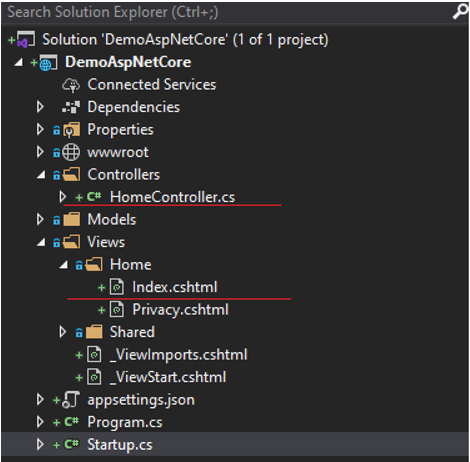 Search Solution Explorer (Ctrl+;)
Solution 'DemoAspNetCore' (1 of 1 project)
DemoAspNetCore
Connected Services
Dependencies
Properties
wwwroot
Controllers
C# HomeController.cs
Models
Views
Home
Index.cshtml
Privacy.cshtml
Shared
_ViewImports.cshtml
_ViewStart.cshtml
appsettings.json
C# Program.cs
C# Startup.cs